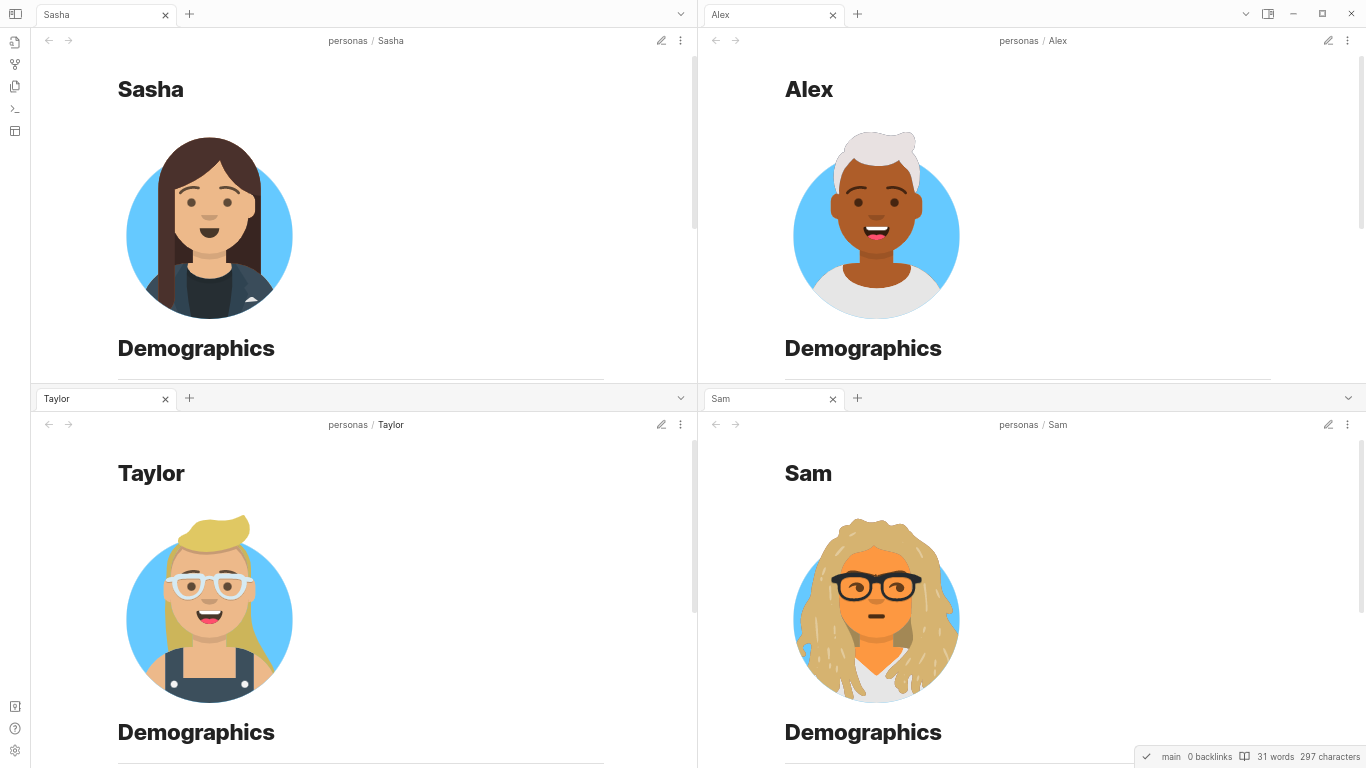 Sasha
personas / Sasha
Sasha
Demographics
Alex
personas / Alex
Alex
Demographics
Taylor
personas / Taylor
Taylor
Demographics
Sam
personas / Sam
Sam
Demographics
main 0 backlinks 31 words 297 characters